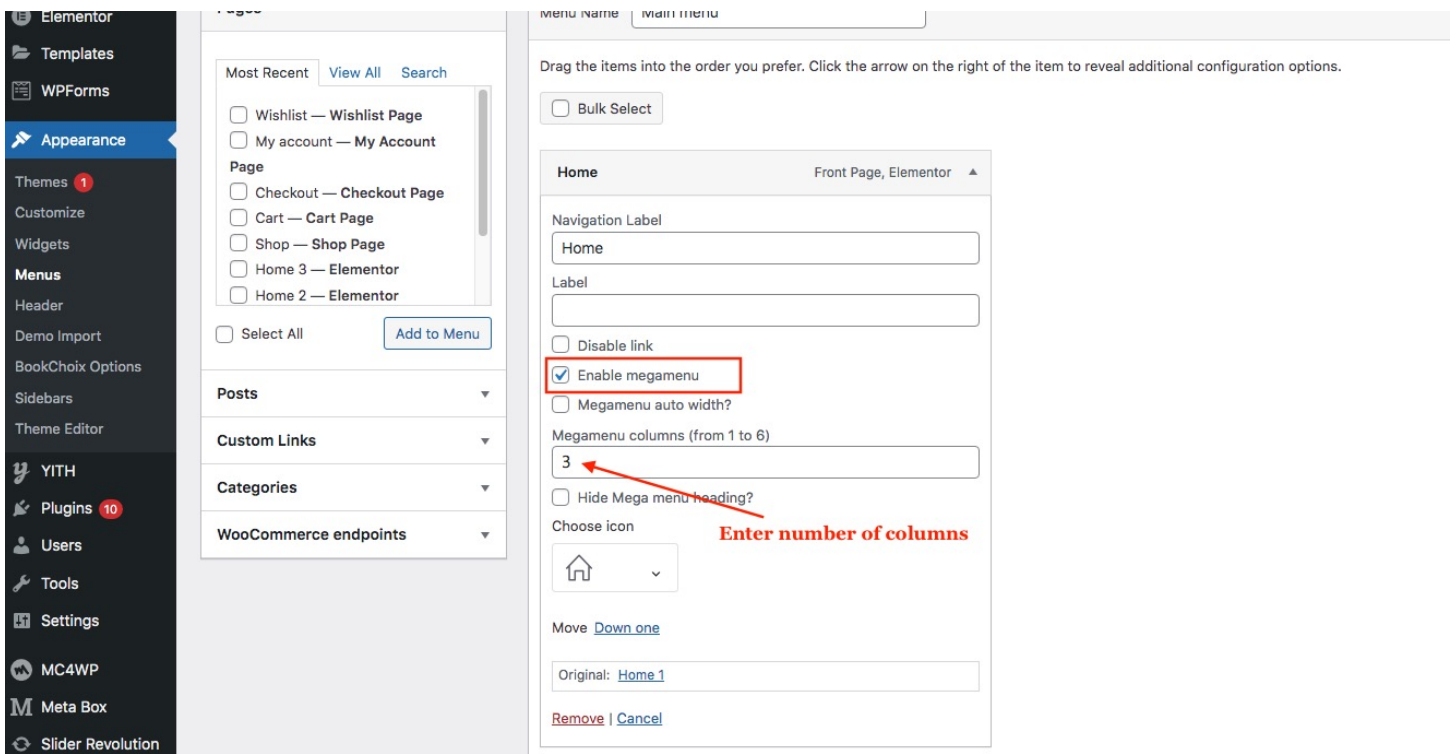 Elementor
Templates
WPForms
Appearance
Themes 1
Customize
Widgets
Menus
Header
Demo Import
BookChoix Options
Sidebars
Theme Editor
YITH
Plugins 10
Users
Tools
Settings
MC4WP
Meta Box
Slider Revolution
Pages
Most Recent View All Search
Wishlist — Wishlist Page
My account — My Account
Page
Checkout — Checkout Page
Cart — Cart Page
Shop — Shop Page
Home 3 — Elementor
Home 2 — Elementor
Select All Add to Menu
Posts
Custom Links
Categories
WooCommerce endpoints
Menu Name Main menu
Drag the items into the order you prefer. Click the arrow on the right of the item to reveal additional configuration options.
Bulk Select
Home Front Page, Elementor
Navigation Label
Home
Label
Disable link
Enable megamenu
Megamenu auto width?
Megamenu columns (from 1 to 6)
3
Hide Mega menu heading?
Choose icon
Enter number of columns
Move Down one
Original: Home 1
Remove | Cancel